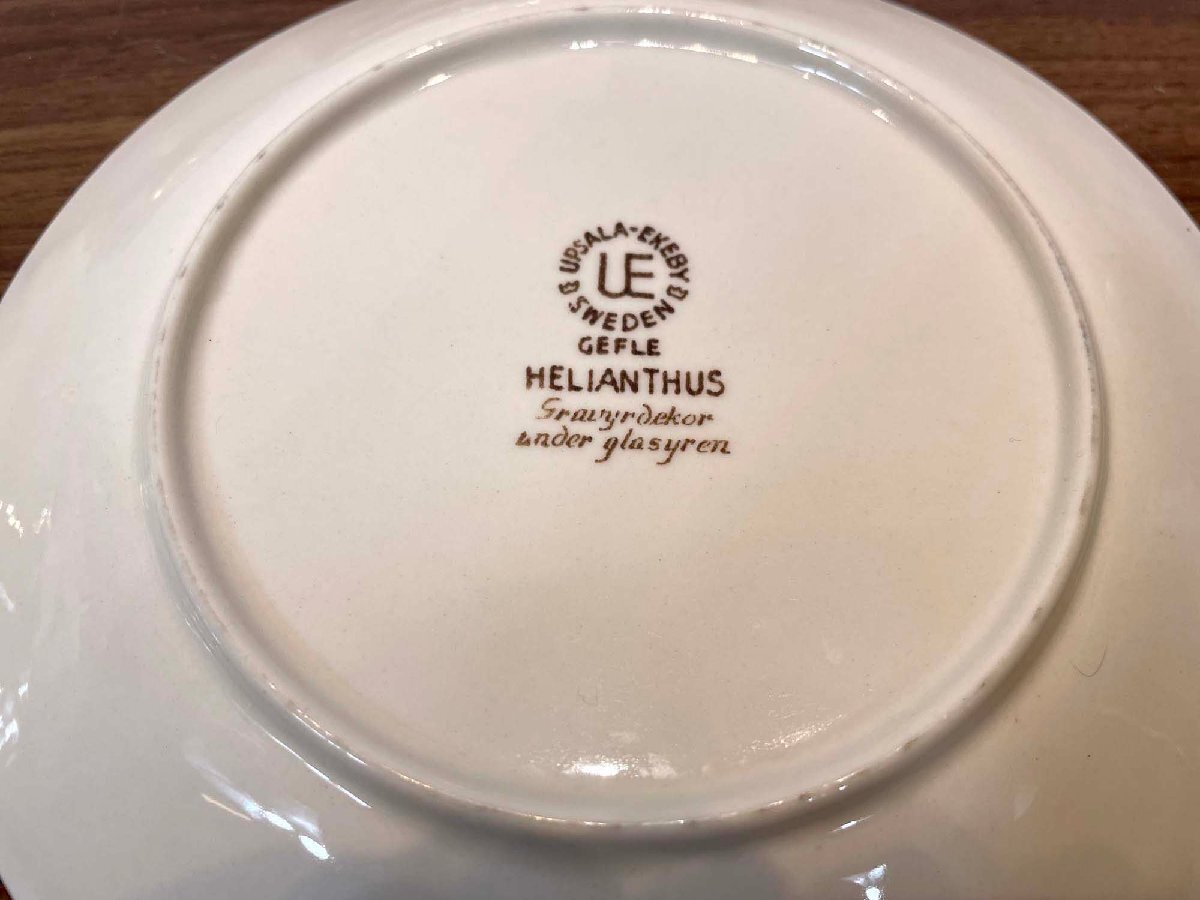 UPSALA-EKEBY
UE
SWEDEN
GEFLE
HELIANTHUS
Gravyrdekor
under glasyren